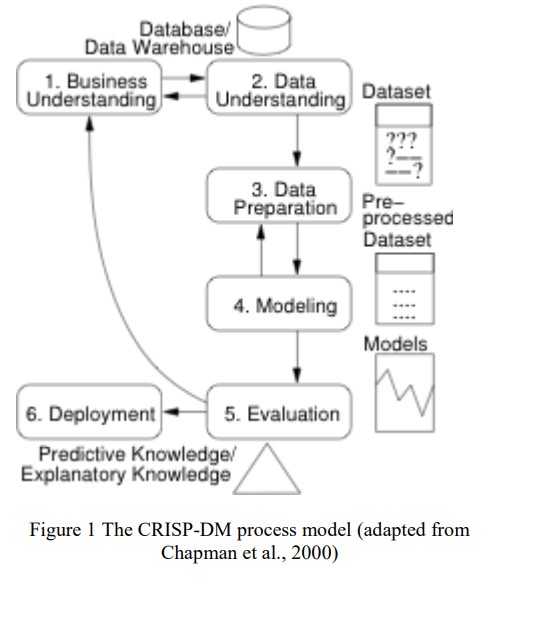 Database/
Data Warehouse
1. Business
Understanding
2. Data
Understanding
Dataset
???
?——
——?
3. Data
Preparation
Pre–
processed
Dataset
----
----
----
4. Modeling
Models
6. Deployment
5. Evaluation
Predictive Knowledge/
Explanatory Knowledge
Figure 1 The CRISP-DM process model (adapted from
Chapman et al., 2000)